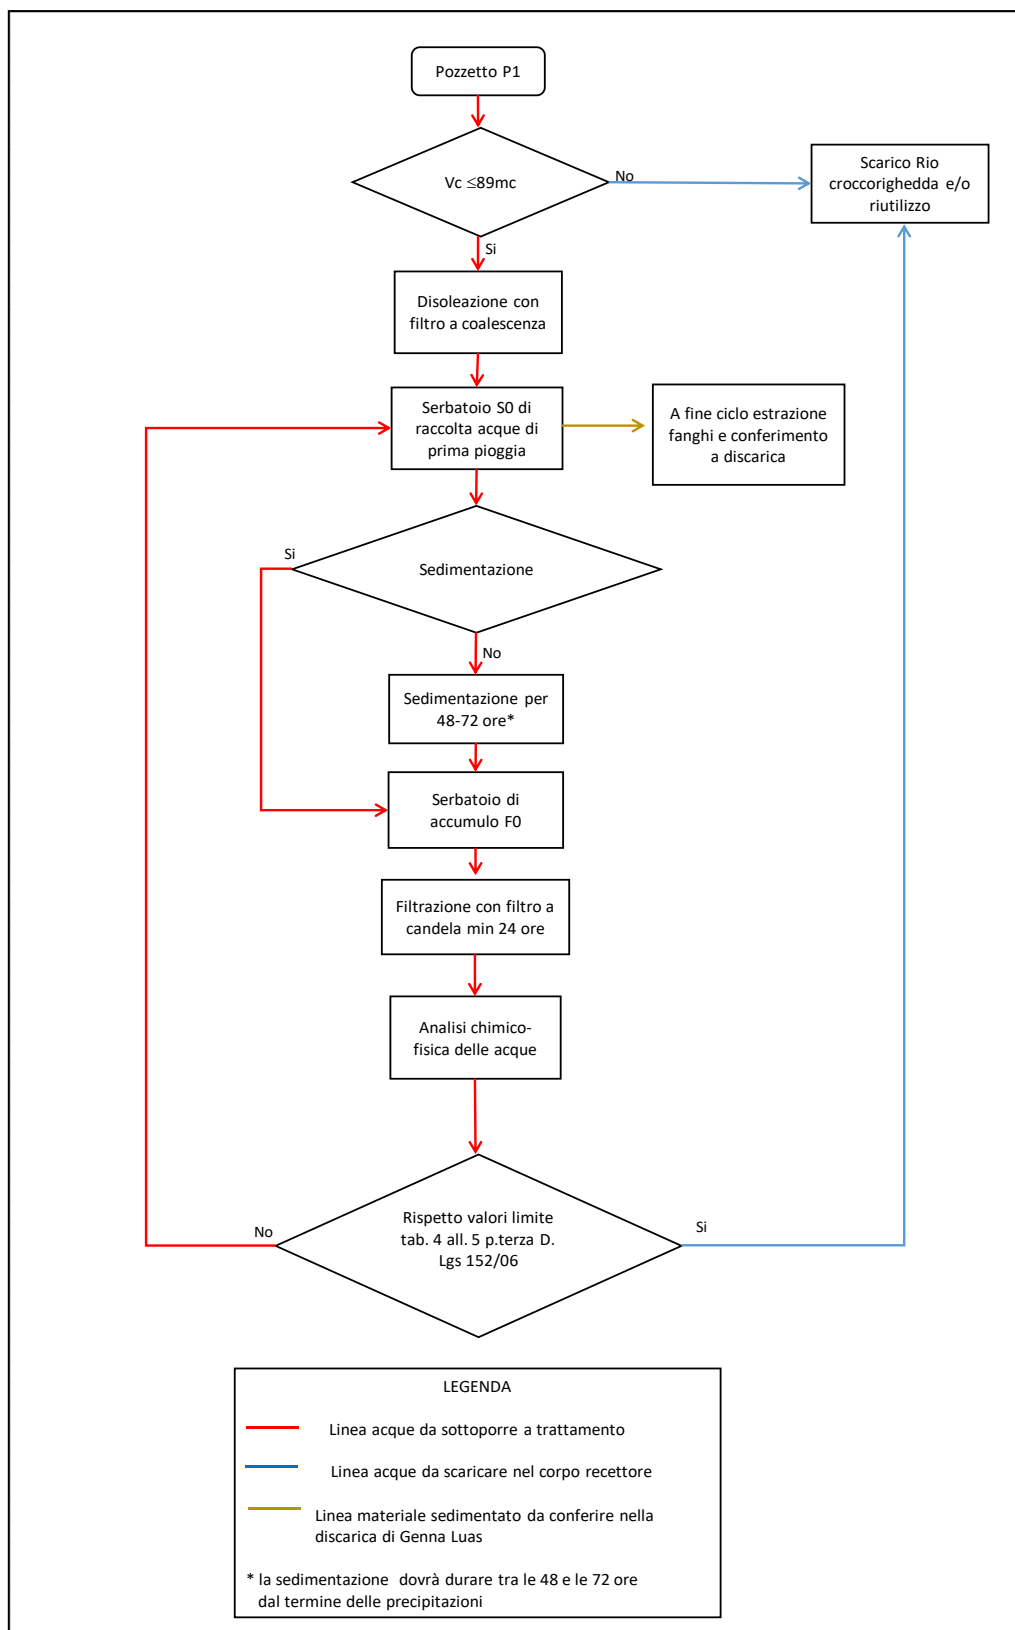 Pozzetto P1
Vc ≤89mc
No
Scarico Rio
croccorighedda e/o
riutilizzo
Si
Disoleazione con
filtro a coalescenza
Serbatoio S0 di
raccolta acque di
prima pioggia
A fine ciclo estrazione
fanghi e conferimento
a discarica
Si
Sedimentazione
No
Sedimentazione per
48-72 ore*
Serbatoio di
accumulo F0
Filtrazione con filtro a
candela min 24 ore
Analisi chimico-
fisica delle acque
No
Rispetto valori limite
tab. 4 all. 5 p.terza D.
Lgs 152/06
Si
LEGENDA
Linea acque da sottoporre a trattamento
Linea acque da scaricare nel corpo recettore
Linea materiale sedimentato da conferire nella
discarica di Genna Luas
* la sedimentazione dovrà durare tra le 48 e le 72 ore
dal termine delle precipitazioni